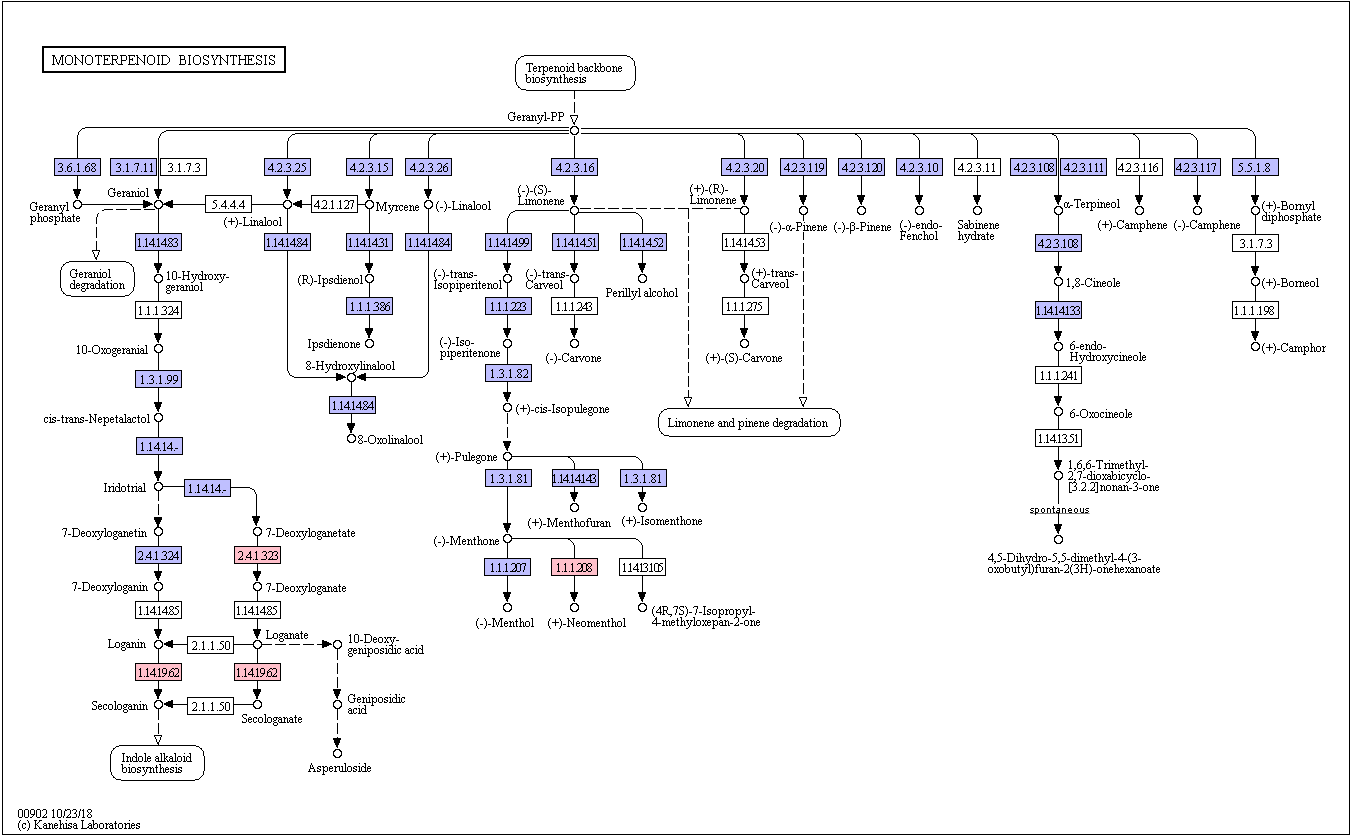 MONOTERPENOID BIOSYNTHESIS
Terpenoid backbone
biosynthesis
Geranyl-PP
3.6.1.68
3.1.7.11
3.1.7.3
4.2.3.25
4.2.3.15
4.2.3.26
4.2.3.16
4.2.3.20
4.2.3.119
4.2.3.120
4.2.3.10
4.2.3.11
4.2.3.108
4.2.3.111
4.2.3.116
4.2.3.117
5.5.1.8
Geranyl
phosphate
Geraniol
5.4.4.4
(+)-Linalool
4.2.1.127
Myrcene
(-)-Linalool
(-)-(S)-
Limonene
(+)-(R)-
Limonene
(-)-α-Pinene
(-)-β-Pinene
(-)-endo-
Fenchol
Sabinene
hydrate
α-Terpineol
(+)-Camphene
(-)-Camphene
(+)-Bornyl
diphosphate
1.14.14.83
1.14.14.84
1.14.14.31
1.14.14.84
1.14.14.99
1.14.14.51
1.14.14.52
1.14.14.53
4.2.3.108
3.1.7.3
Geraniol
degradation
10-Hydroxy-
geraniol
(R)-Ipsdienol
(-)-trans-
Isopiperitenol
(-)-trans-
Carveol
Perillyl alcohol
(+)-trans-
Carveol
1,8-Cineole
(+)-Borneol
1.1.1.324
1.1.1.386
1.1.1.223
1.1.1.243
1.1.1.275
1.14.14.133
1.1.1.198
10-Oxogeranial
Ipsdienone
(-)-Iso-
piperitenone
(-)-Carvone
(+)-(S)-Carvone
6-endo-
Hydroxycineole
(+)-Camphor
8-Hydroxylinalool
1.3.1.99
1.3.1.82
1.1.1.241
1.14.14.84
cis-trans-Nepetalactol
(+)-cis-Isopulegone
Limonene and pinene degradation
6-Oxocineole
8-Oxolinalool
1.14.14.-
1.14.13.51
(+)-Pulegone
1,6,6-Trimethyl-
2,7-dioxabicyclo-
[3.2.2]nonan-3-one
1.3.1.81
1.14.14.143
1.3.1.81
Iridotrial
1.14.14.-
spontaneous
(+)-Menthofuran
(+)-Isomenthone
7-Deoxyloganetin
7-Deoxyloganetate
(-)-Menthone
4,5-Dihydro-5,5-dimethyl-4-(3-
oxobutyl)furan-2(3H)-onehexanoate
2.4.1.324
2.4.1.323
1.1.1.207
1.1.1.208
1.14.13.105
7-Deoxyloganin
7-Deoxyloganate
1.14.14.85
1.14.14.85
(-)-Menthol
(+)-Neomenthol
(4R,7S)-7-Isopropyl-
4-methyloxepan-2-one
Loganin
2.1.1.50
Loganate
10-Deoxy-
geniposidic acid
1.14.19.62
1.14.19.62
Secologanin
2.1.1.50
Secologanate
Geniposidic
acid
Indole alkaloid
biosynthesis
Asperuloside
00902 10/23/18
(c) Kanehisa Laboratories